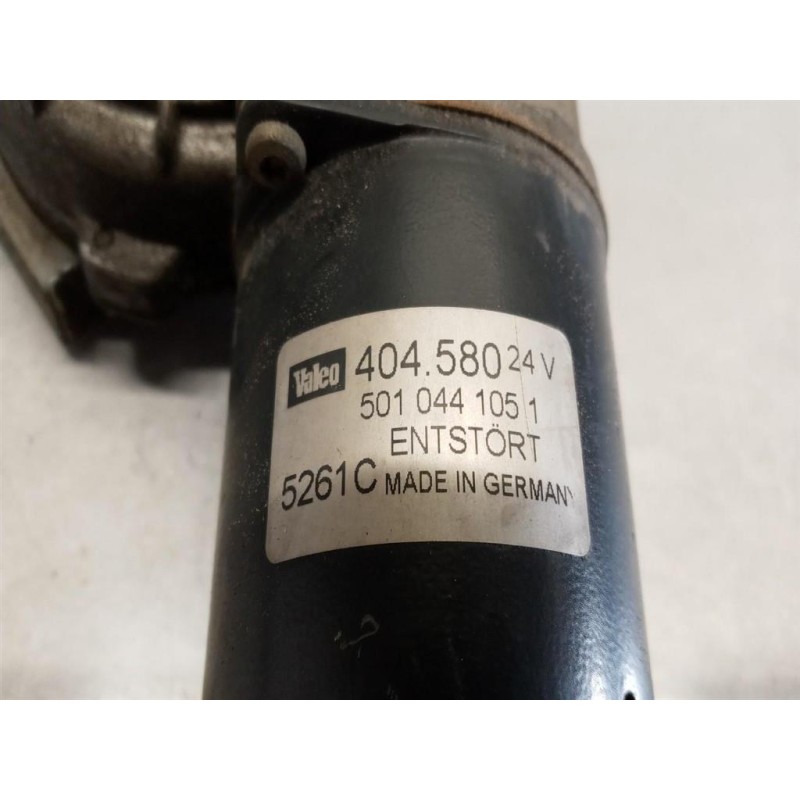 Valeo 404.580 24 V
501 044 105 1
ENTSTÖRT
5261C MADE IN GERMANY